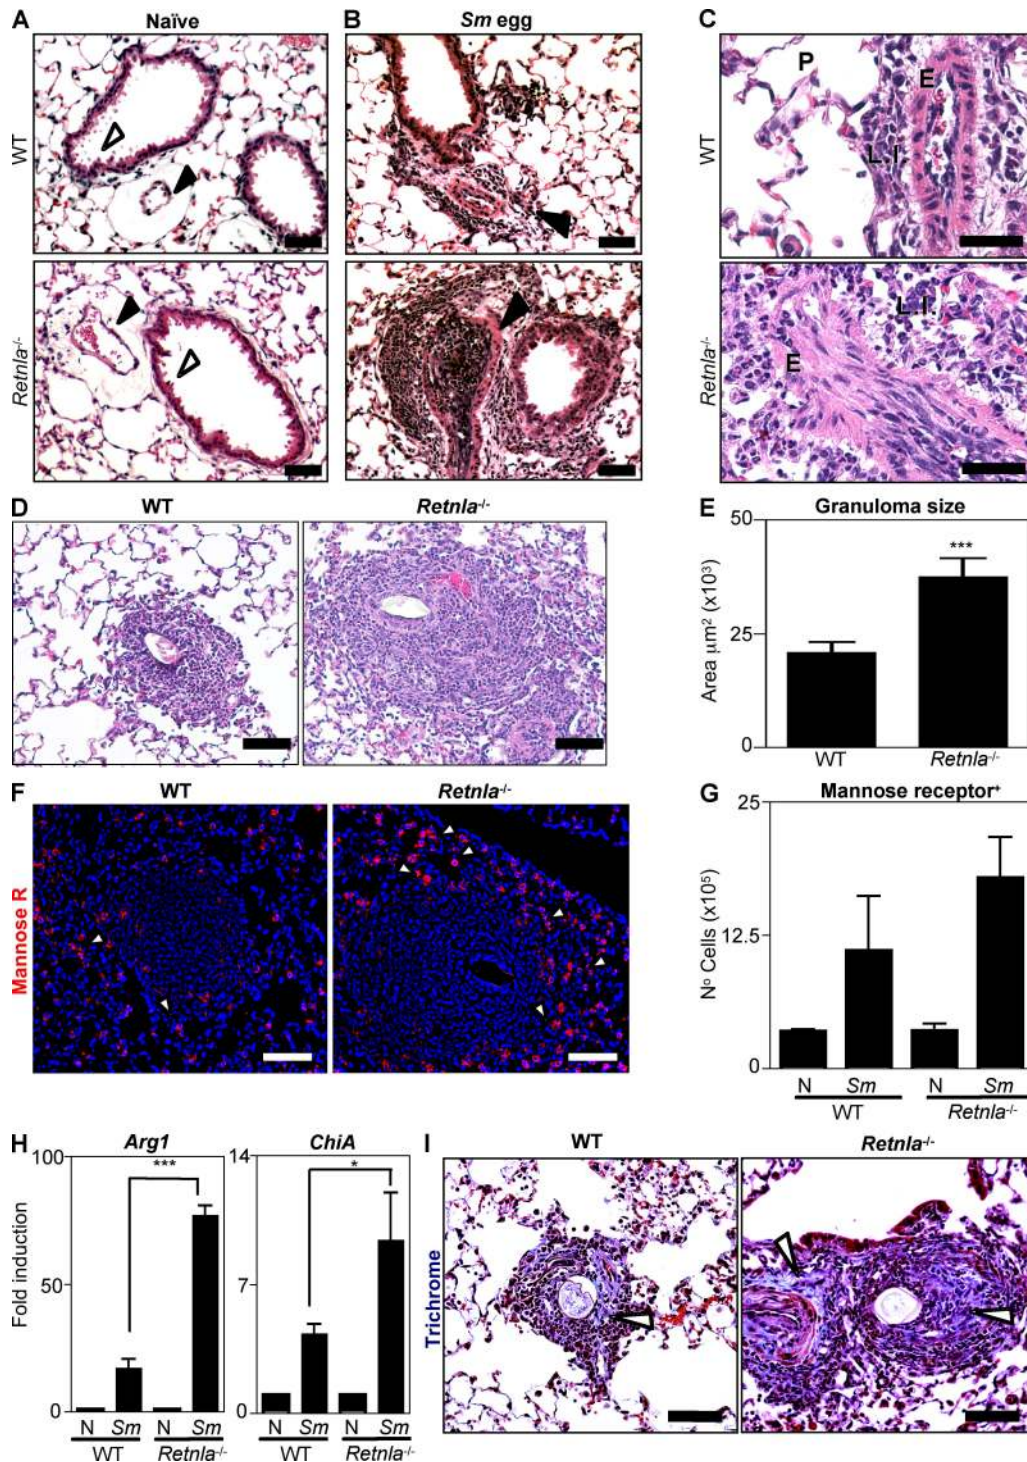 A Naïve
B Sm egg
C
WT
P
E
L.I.
WT
Retnla-/-
L.I.
E
Retnla-/-
D WT Retnla-/-
E Granuloma size
50
***
25
0
Area µm² (x10³)
WT Retnla-/-
F WT Retnla-/-
Mannose R
G Mannose receptor⁺
25
12.5
0
Nº Cells (x10⁵)
N Sm N Sm
WT Retnla-/-
H Arg1 ChiA
100
***
50
0
Fold induction
14
*
7
0
N Sm N Sm
WT Retnla-/-
N Sm N Sm
WT Retnla-/-
I WT Retnla-/-
Trichrome